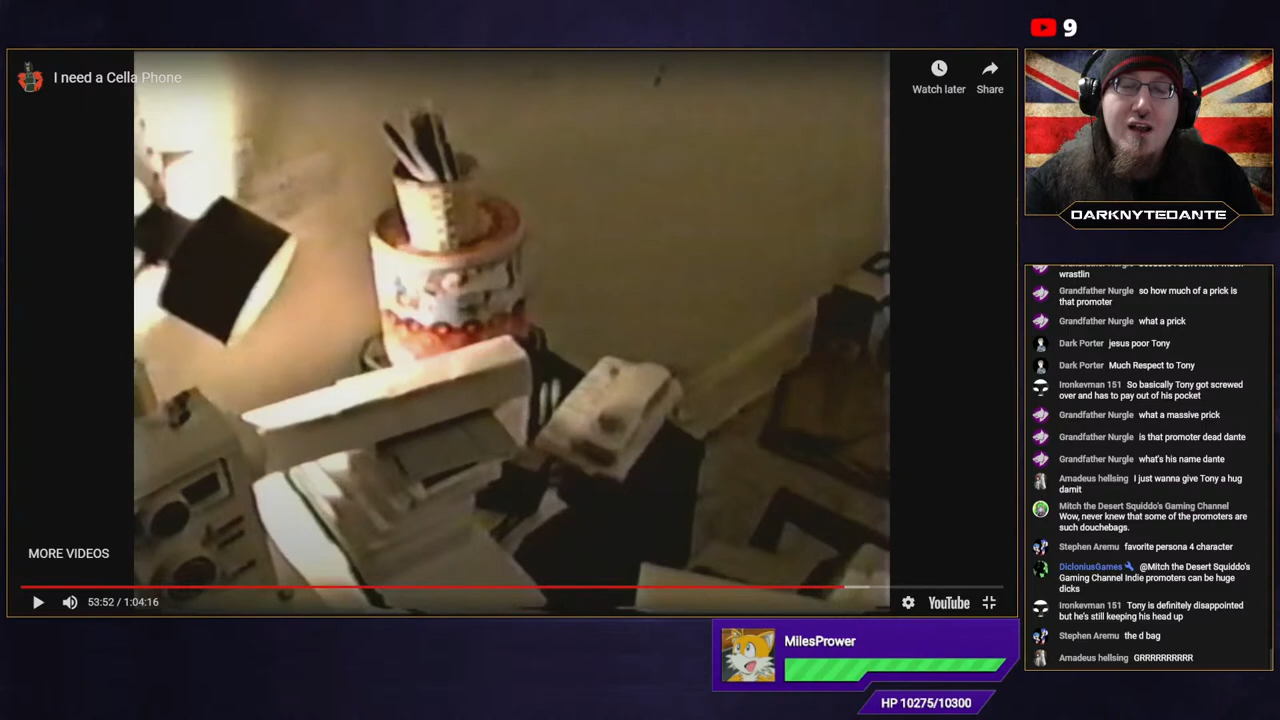 9
I need a Cella Phone
Watch later
Share
DARKNYTEDANTE
wrastlin
Grandfather Nurgle so how much of a prick is
that promoter
Grandfather Nurgle what a prick
Dark Porter jesus poor Tony
Dark Porter Much Respect to Tony
Ironkevman 151 So basically Tony got screwed
over and has to pay out of his pocket
Grandfather Nurgle what a massive prick
Grandfather Nurgle is that promoter dead dante
Grandfather Nurgle what's his name dante
Amadeus hellsing I just wanna give Tony a hug
damit
Mitch the Desert Squiddo's Gaming Channel
Wow, never knew that some of the promoters are
such douchebags.
Stephen Aremu favorite persona 4 character
DicloniusGames @Mitch the Desert Squiddo's
Gaming Channel Indie promoters can be huge
dicks
Ironkevman 151 Tony is definitely disappointed
but he's still keeping his head up
Stephen Aremu the d bag
Amadeus hellsing GRRRRRRRRRR
MORE VIDEOS
53:52 / 1:04:16
YouTube
MilesPrower
HP 10275/10300